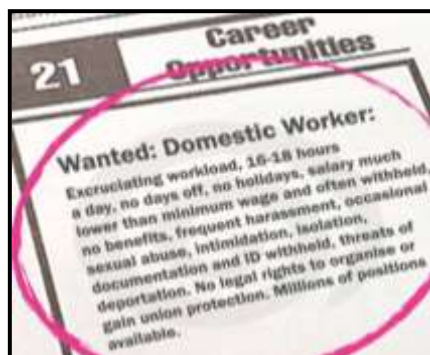 21
Career
Opportunities
Wanted: Domestic Worker:
Excruciating workload, 16-18 hours
a day, no days off, no holidays, salary much
lower than minimum wage and often withheld,
no benefits, frequent harassment, occasional
sexual abuse, intimidation, isolation,
documentation and ID withheld, threats of
deportation. No legal rights to organise or
gain union protection. Millions of positions
available.